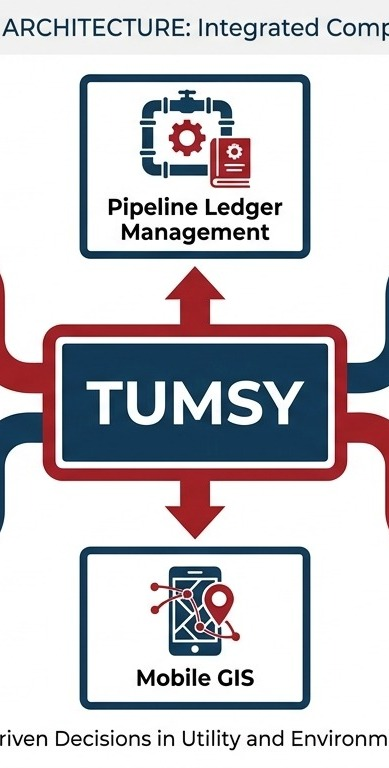 ARCHITECTURE: Integrated Comp
Pipeline Ledger
Management
TUMSY
Mobile GIS
riven Decisions in Utility and Environm